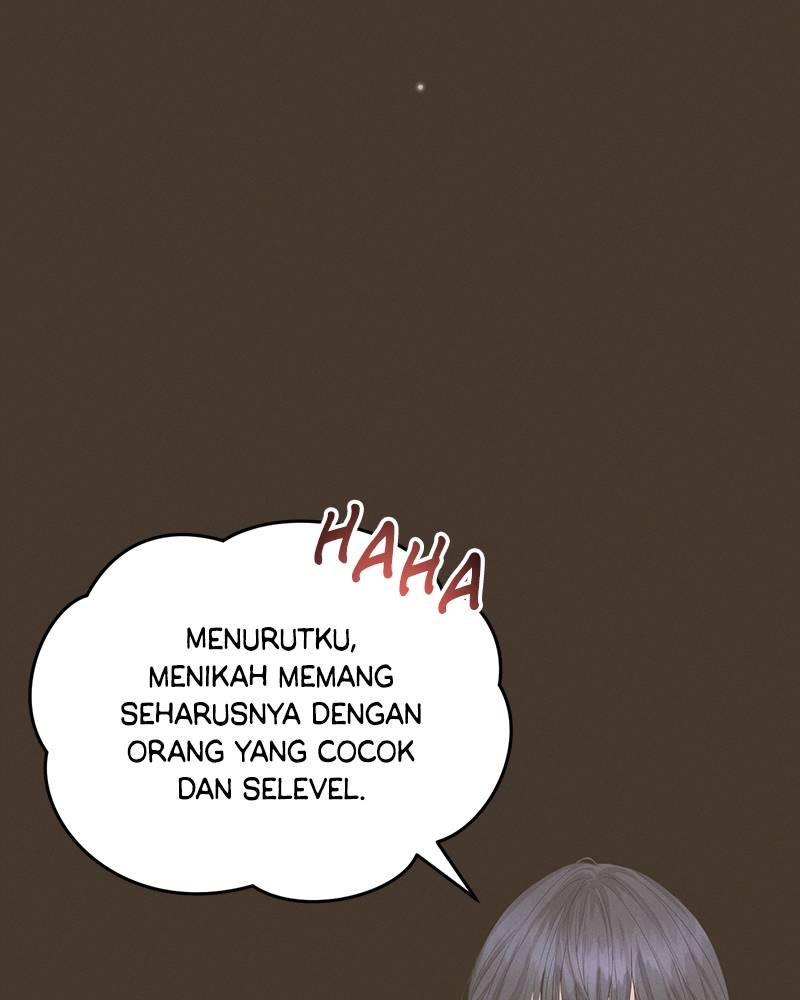 HAHA
MENURUTKU,
MENIKAH MEMANG
SEHARUSNYA DENGAN
ORANG YANG COCOK
DAN SELEVEL.